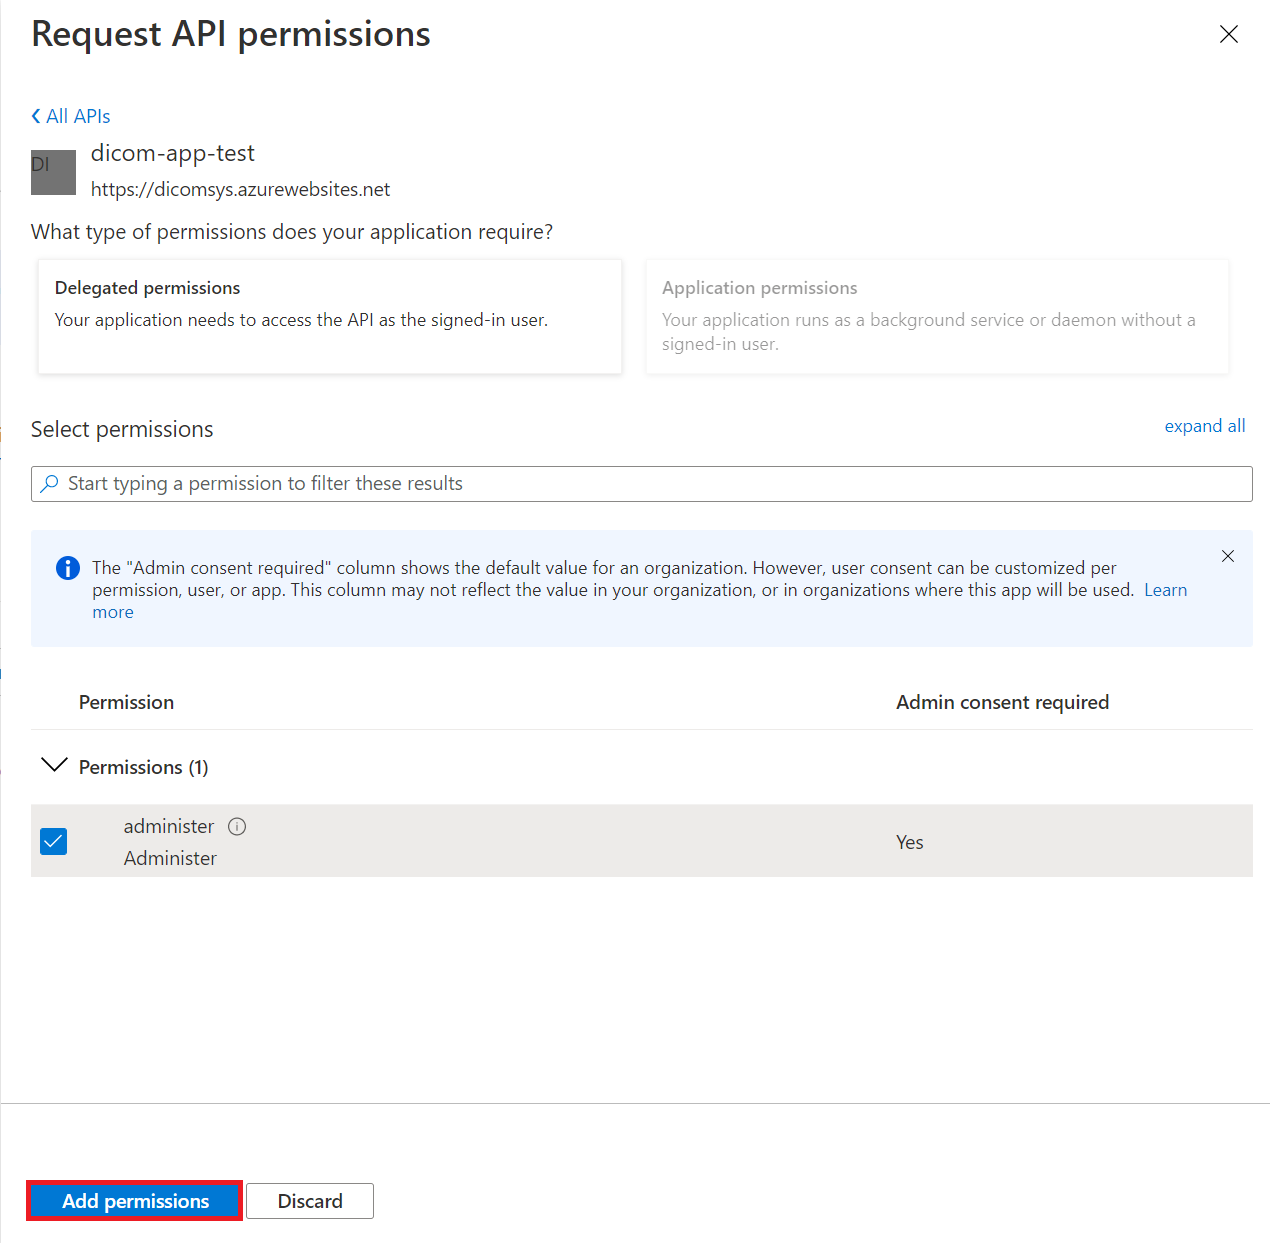 Request API permissions
All APIs
DI
dicom-app-test
https://dicomsys.azurewebsites.net
What type of permissions does your application require?
Delegated permissions
Your application needs to access the API as the signed-in user.
Application permissions
Your application runs as a background service or daemon without a
signed-in user.
Select permissions
expand all
Start typing a permission to filter these results
The "Admin consent required" column shows the default value for an organization. However, user consent can be customized per
permission, user, or app. This column may not reflect the value in your organization, or in organizations where this app will be used. Learn
more
Permission
Admin consent required
Permissions (1)
administer
Administer
Yes
Add permissions
Discard